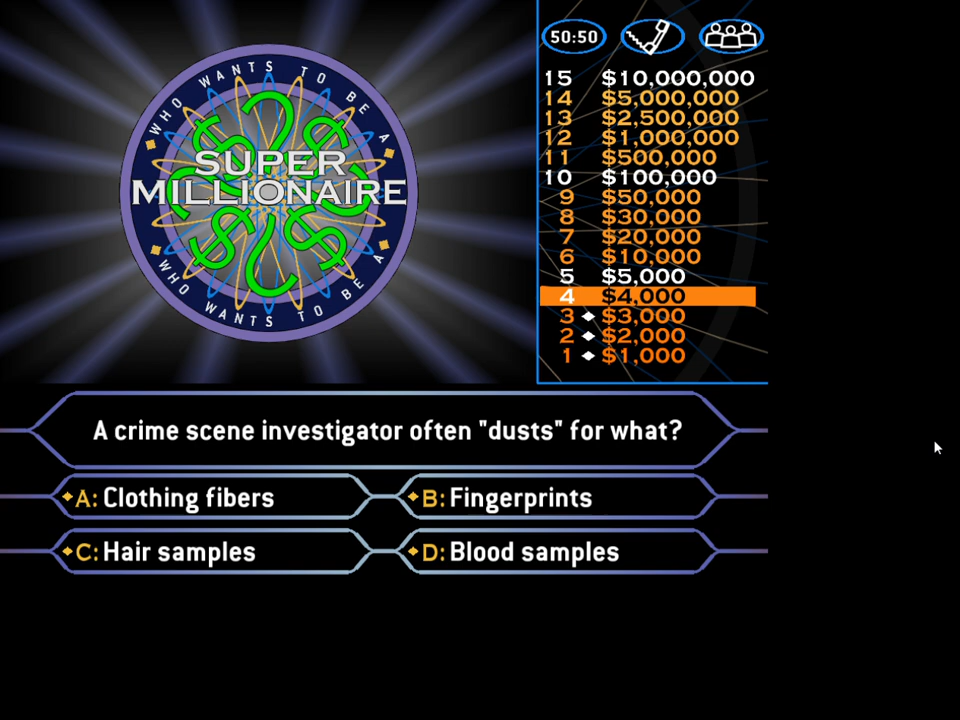 WHO WANTS TO BE A
SUPER
MILLIONAIRE
WHO WANTS TO BE A
50:50
15 $10,000,000
14 $5,000,000
13 $2,500,000
12 $1,000,000
11 $500,000
10 $100,000
9 $50,000
8 $30,000
7 $20,000
6 $10,000
5 $5,000
4 $4,000
3 $3,000
2 $2,000
1 $1,000
A crime scene investigator often "dusts" for what?
A: Clothing fibers
B: Fingerprints
C: Hair samples
D: Blood samples